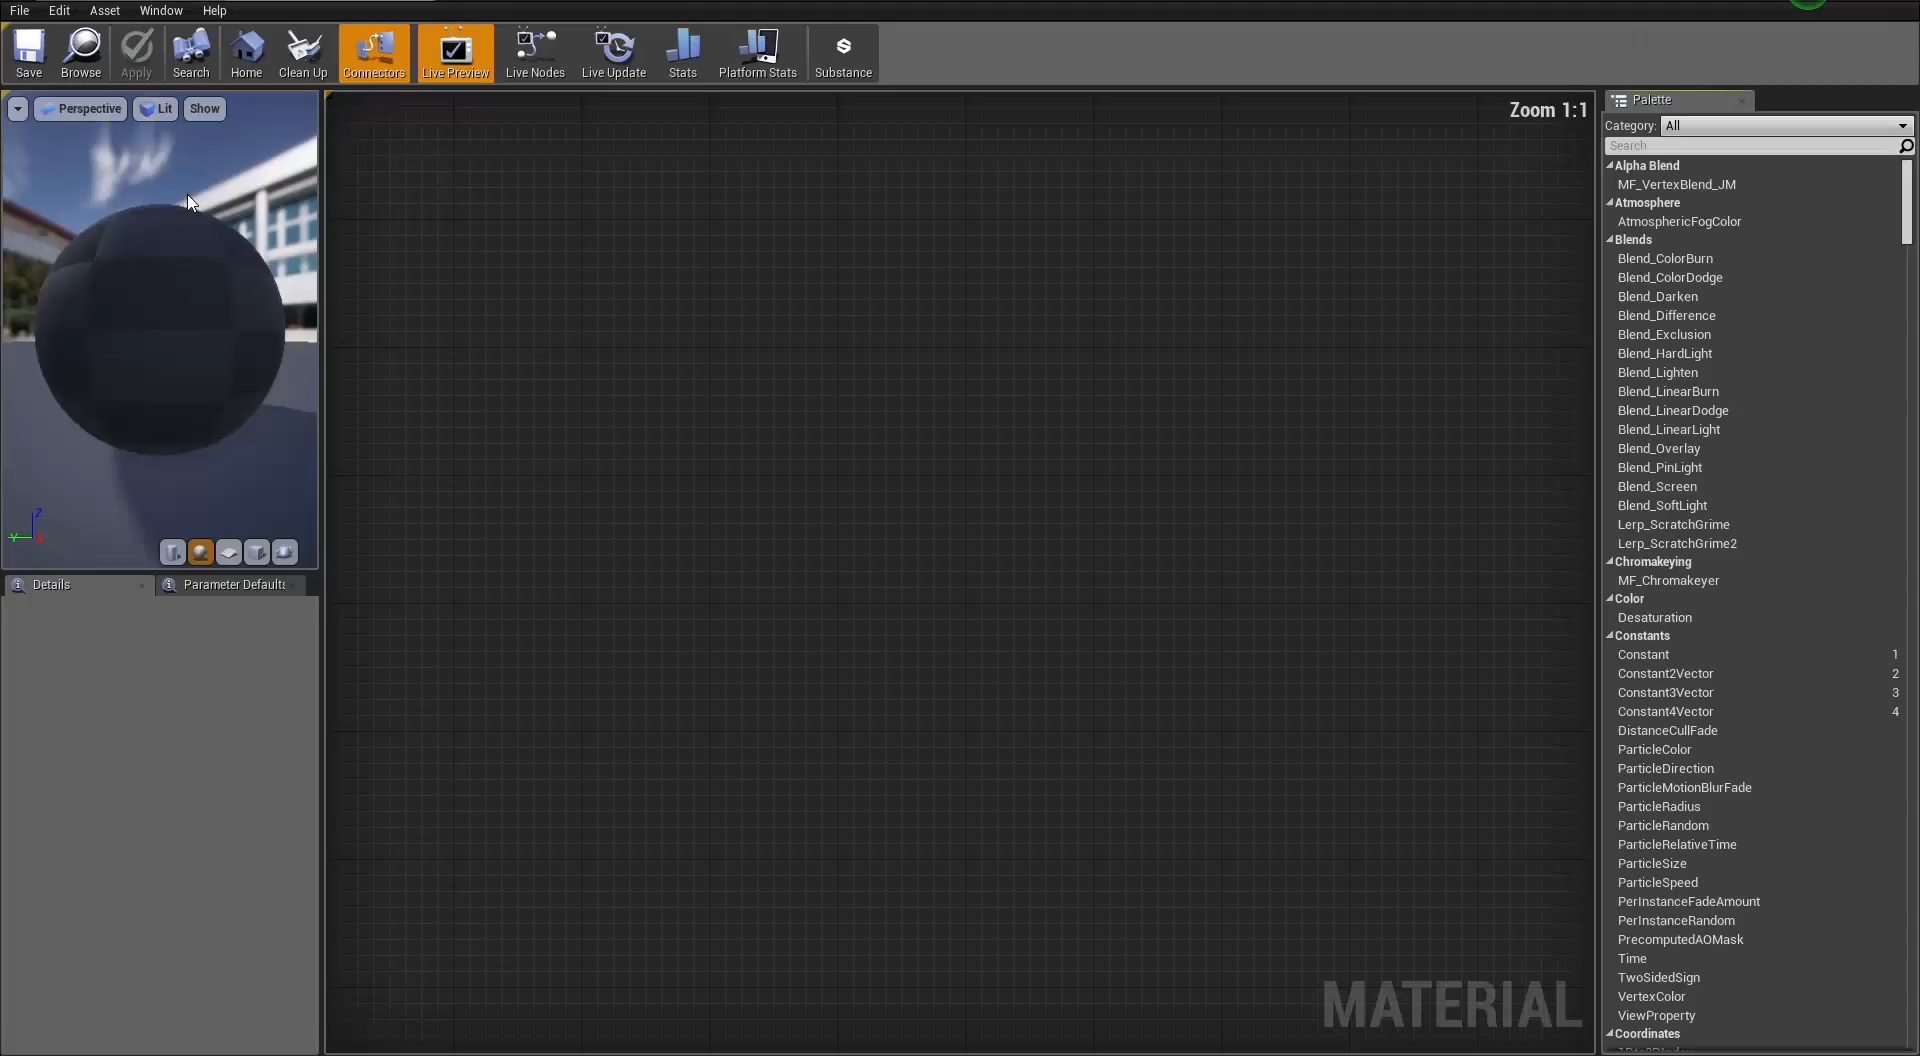 File Edit Asset Window Help
Save Browse Apply Search Home Clean Up Connectors Live Preview Live Nodes Live Update Stats Platform Stats Substance
Perspective Lit Show
Zoom 1:1
Z
Y X
Details Parameter Defaults
MATERIAL
Palette
Category: All
Search
Alpha Blend
MF_VertexBlend_JM
Atmosphere
AtmosphericFogColor
Blends
Blend_ColorBurn
Blend_ColorDodge
Blend_Darken
Blend_Difference
Blend_Exclusion
Blend_HardLight
Blend_Lighten
Blend_LinearBurn
Blend_LinearDodge
Blend_LinearLight
Blend_Overlay
Blend_PinLight
Blend_Screen
Blend_SoftLight
Lerp_ScratchGrime
Lerp_ScratchGrime2
Chromakeying
MF_Chromakeyer
Color
Desaturation
Constants
Constant 1
Constant2Vector 2
Constant3Vector 3
Constant4Vector 4
DistanceCullFade
ParticleColor
ParticleDirection
ParticleMotionBlurFade
ParticleRadius
ParticleRandom
ParticleRelativeTime
ParticleSize
ParticleSpeed
PerInstanceFadeAmount
PerInstanceRandom
PrecomputedAOMask
Time
TwoSidedSign
VertexColor
ViewProperty
Coordinates